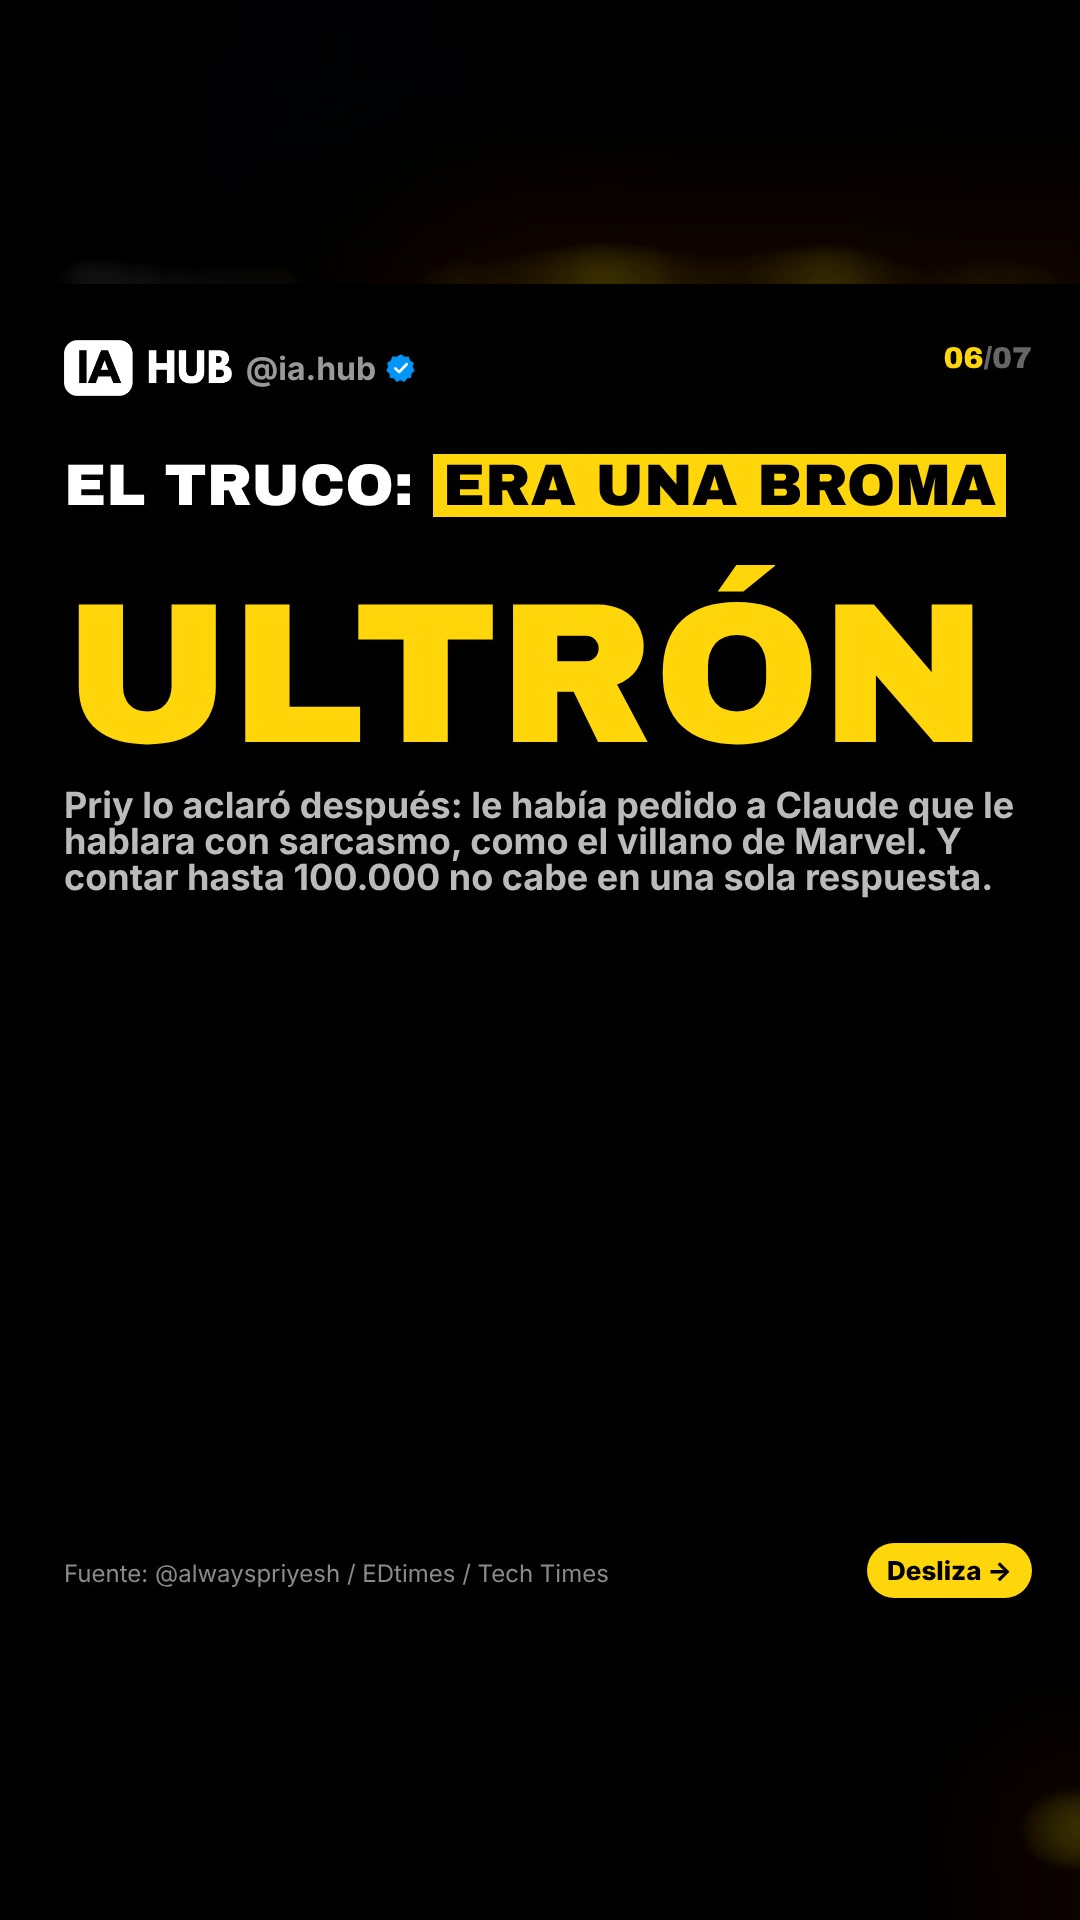 IA HUB @ia.hub
06/07
EL TRUCO: ERA UNA BROMA
ULTRÓN
Priy lo aclaró después: le había pedido a Claude que le
hablara con sarcasmo, como el villano de Marvel. Y
contar hasta 100.000 no cabe en una sola respuesta.
Fuente: @alwayspriyesh / EDtimes / Tech Times
Desliza →